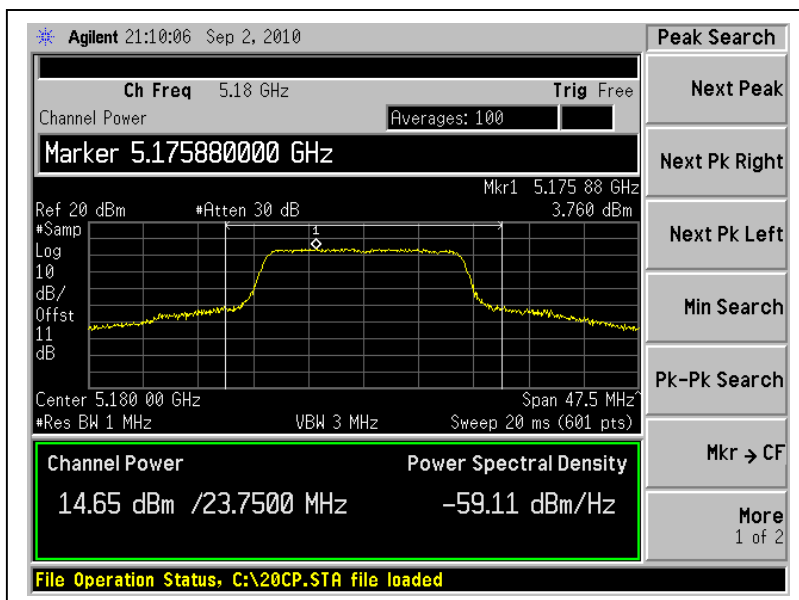 Agilent 21:10:06 Sep 2, 2010
Peak Search
Ch Freq 5.18 GHz Trig Free
Channel Power Averages: 100
Marker 5.175880000 GHz
Mkr1 5.175 88 GHz
Ref 20 dBm #Atten 30 dB 3.760 dBm
#Samp
Log
10
dB/
Offst
11
dB
1
Center 5.180 00 GHz Span 47.5 MHz^
#Res BW 1 MHz VBW 3 MHz Sweep 20 ms (601 pts)
Channel Power Power Spectral Density
14.65 dBm /23.7500 MHz -59.11 dBm/Hz
File Operation Status, C:\20CP.STA file loaded
Next Peak
Next Pk Right
Next Pk Left
Min Search
Pk-Pk Search
Mkr → CF
More
1 of 2